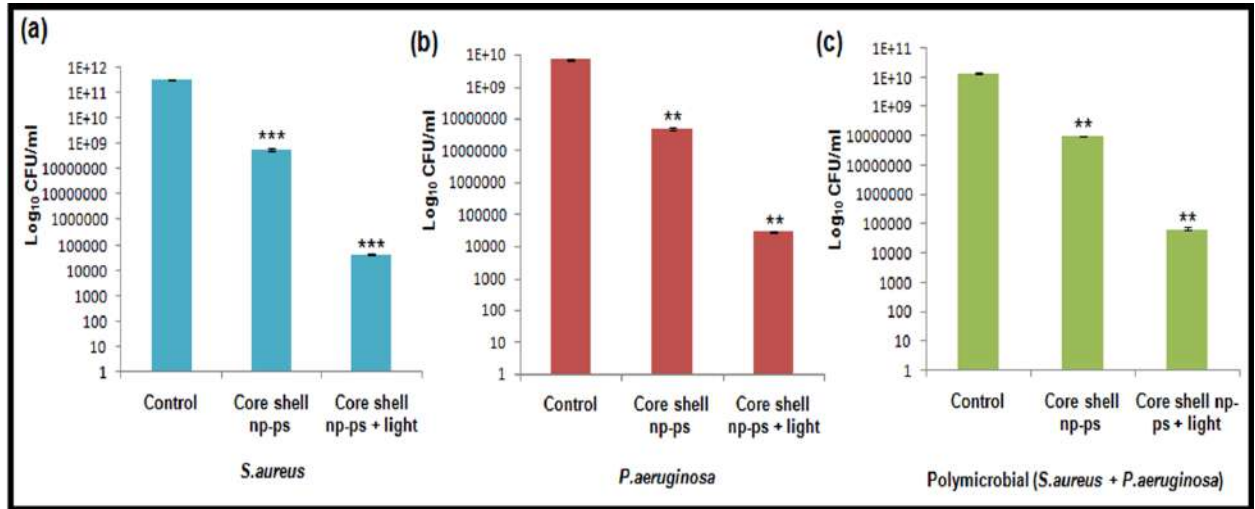 (a)
Log₁₀ CFU/ml
1E+12
1E+11
1E+10
1E+09
100000000
10000000
1000000
100000
10000
1000
100
10
1
***
***
Control
Core shell
np-ps
Core shell
np-ps + light
S.aureus
(b)
Log₁₀ CFU/ml
1E+10
1E+09
100000000
10000000
1000000
100000
10000
1000
100
10
1
**
**
Control
Core shell
np-ps
Core shell
np-ps + light
P.aeruginosa
(c)
Log₁₀ CFU/ml
1E+11
1E+10
1E+09
100000000
10000000
1000000
100000
10000
1000
100
10
1
**
**
Control
Core shell
np-ps
Core shell np-
ps + light
Polymicrobial (S.aureus + P.aeruginosa)